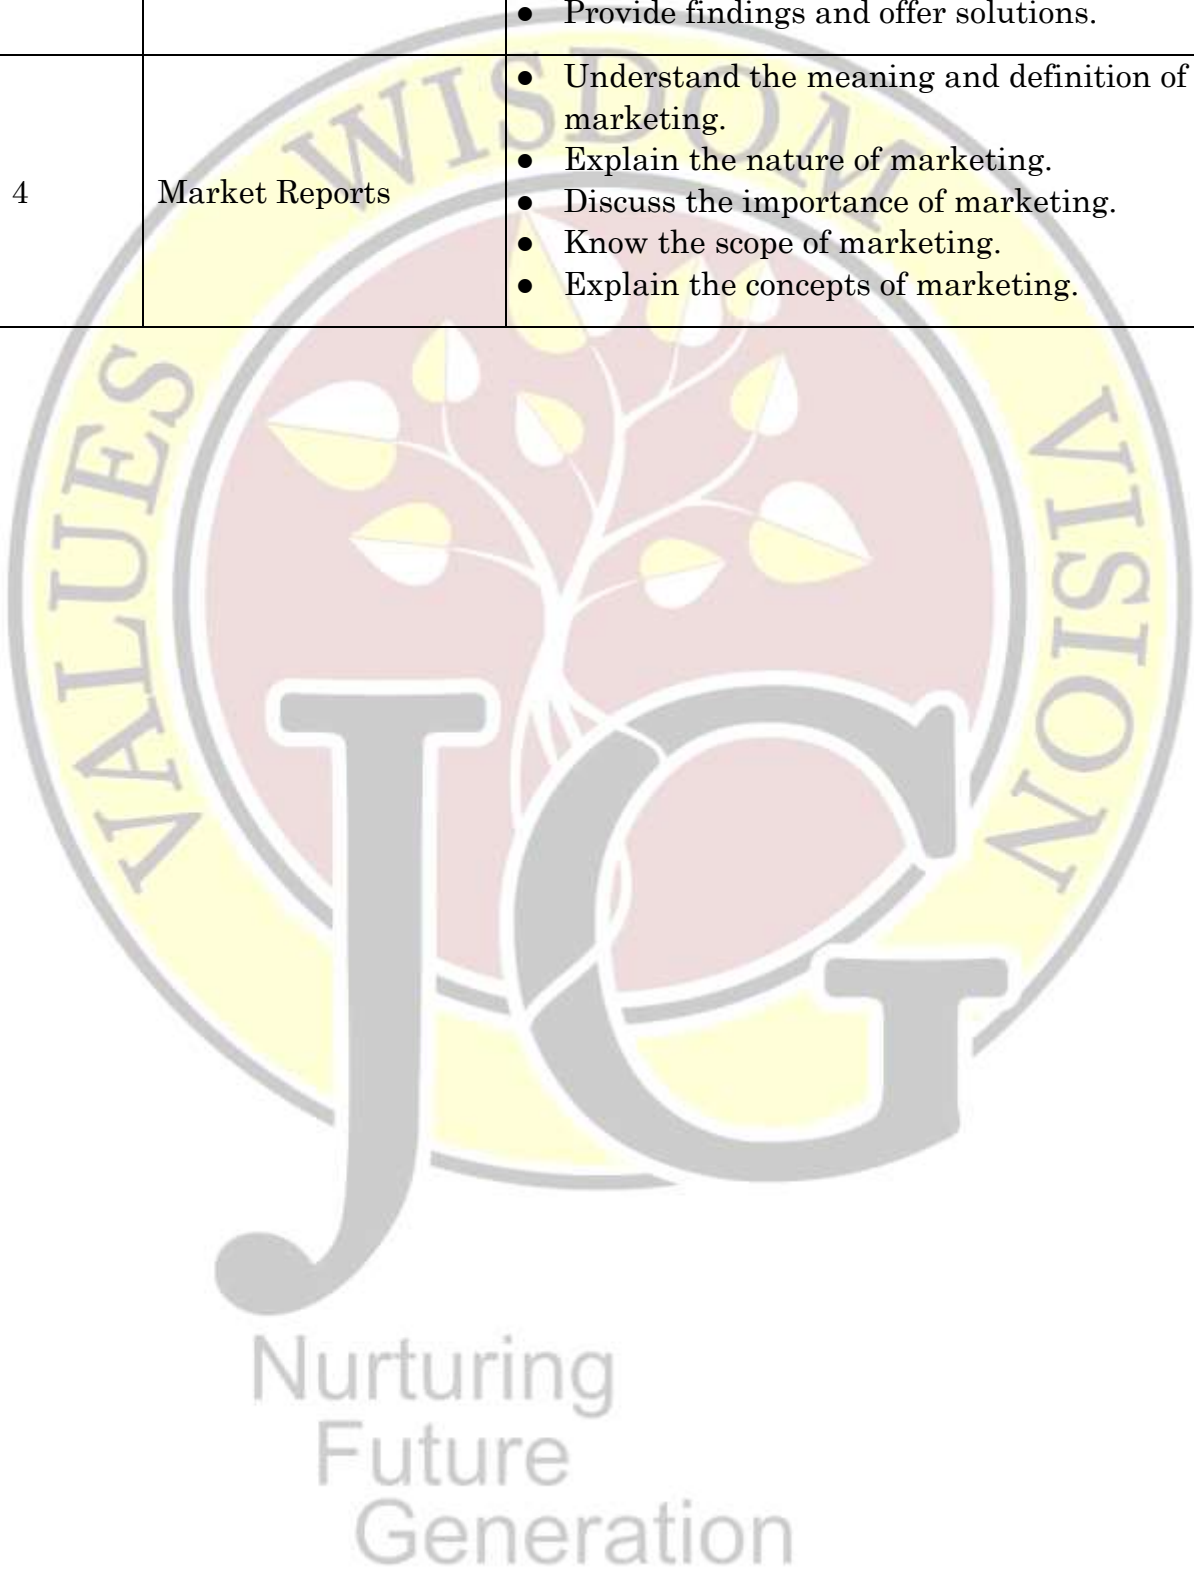 ● Provide findings and offer solutions.
● Understand the meaning and definition of
marketing.
● Explain the nature of marketing.
4 Market Reports ● Discuss the importance of marketing.
● Know the scope of marketing.
● Explain the concepts of marketing.
WISDOM
VALUES
VISION
JG
Nurturing
Future
Generation